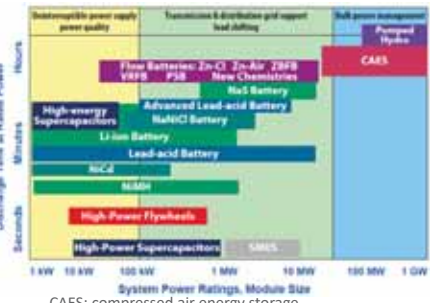 Uninterruptible power supply
power quality
Transmission & distribution grid support
load shifting
Bulk power management
Pumped
Hydro
CAES
Flow Batteries: Zn-Cl Zn-Air ZBFB
VRFB PSB New Chemistries
NaS Battery
Advanced Lead-acid Battery
High-energy
Supercapacitors
NaNiCl Battery
Li-ion Battery
Lead-acid Battery
NiCd
NiMH
High-Power Flywheels
High-Power Supercapacitors
SMES
Hours
Minutes
Seconds
Discharge Time at Rated Power
1 kW 10 kW 100 kW 1 MW 10 MW 100 MW 1 GW
System Power Ratings, Module Size
CAES: compressed air energy storage